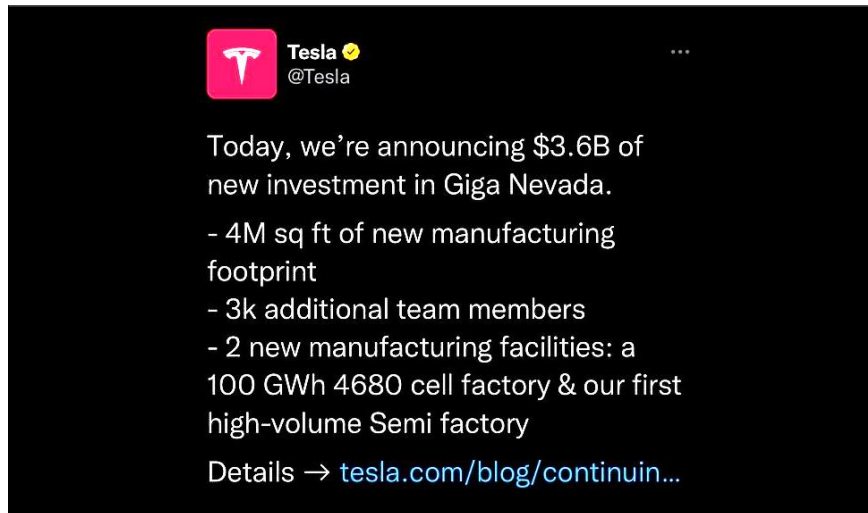 Tesla
@Tesla
Today, we’re announcing $3.6B of
new investment in Giga Nevada.
- 4M sq ft of new manufacturing
footprint
- 3k additional team members
- 2 new manufacturing facilities: a
100 GWh 4680 cell factory & our first
high-volume Semi factory
Details → tesla.com/blog/continuin...